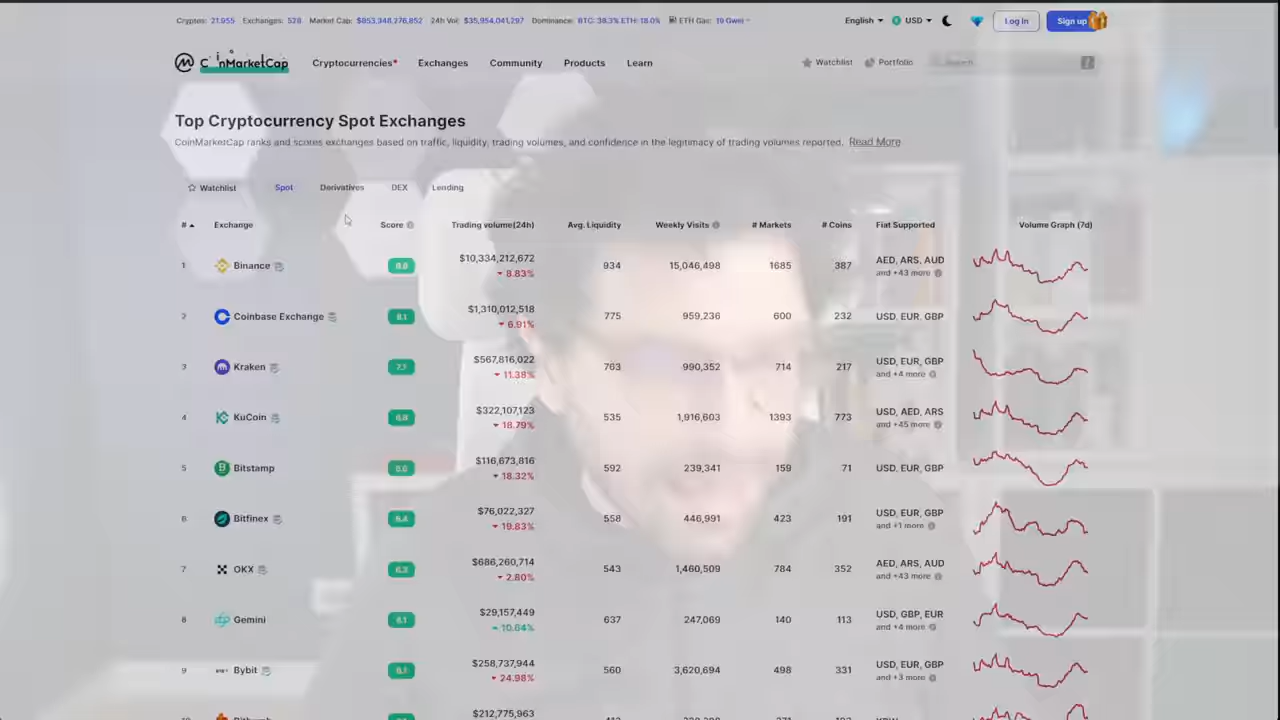 Cryptos: 21.955 Exchanges: 528 Market Cap: $853,348,276,852 24h Vol: $35,954,041,297 Dominance: BTC: 38.3% ETH: 18.0% ETH Gas: 19 Gwei English USD Log In Sign up
CoinMarketCap Cryptocurrencies Exchanges Community Products Learn Watchlist Portfolio Search /
Top Cryptocurrency Spot Exchanges
CoinMarketCap ranks and scores exchanges based on traffic, liquidity, trading volumes, and confidence in the legitimacy of trading volumes reported. Read More
Watchlist Spot Derivatives DEX Lending
# Exchange Score Trading volume(24h) Avg. Liquidity Weekly Visits # Markets # Coins Fiat Supported Volume Graph (7d)
1 Binance $10,334,212,672 934 15,046,498 1685 387 AED, ARS, AUD
8.83% and +43 more
2 Coinbase Exchange 8.1 $1,310,012,518 775 959,236 600 232 USD, EUR, GBP
6.91%
3 Kraken $567,816,022 763 990,352 714 217 USD, EUR, GBP
11.38% and +4 more
4 KuCoin $322,107,123 535 1,916,603 1393 773 USD, AED, ARS
18.79% and +45 more
5 Bitstamp $116,673,816 592 239,341 159 71 USD, EUR, GBP
18.32%
6 Bitfinex $76,022,327 558 446,991 423 191 USD, EUR, GBP
19.83% and +1 more
7 OKX $686,260,714 543 1,460,509 784 352 AED, ARS, AUD
2.80% and +43 more
8 Gemini 6.1 $29,157,449 637 247,069 140 113 USD, GBP, EUR
10.64% and +4 more
9 Bybit 6.1 $258,737,944 560 3,620,694 498 331 USD, EUR, GBP
24.98% and +3 more
$212,775,963